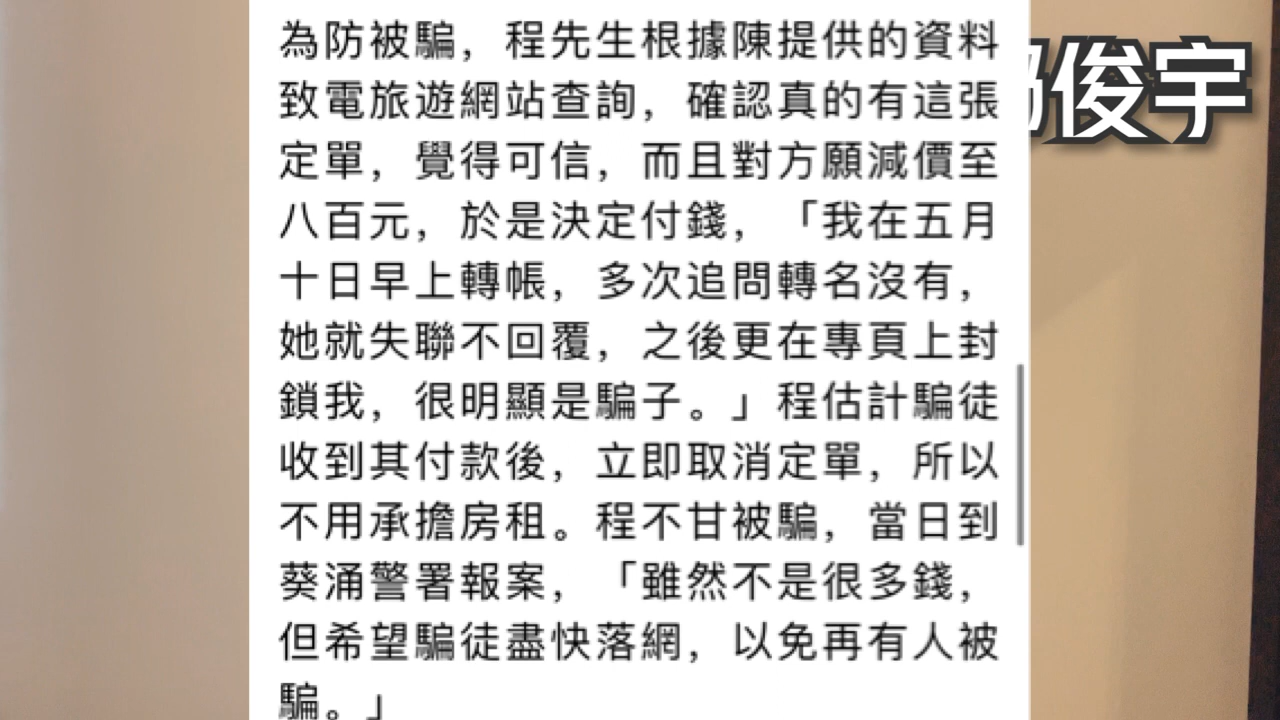 為防被騙，程先生根據陳提供的資料
致電旅遊網站查詢，確認真的有這張
定單，覺得可信，而且對方願減價至
八百元，於是決定付錢，「我在五月
十日早上轉帳，多次追問轉名沒有，
她就失聯不回覆，之後更在專頁上封
鎖我，很明顯是騙子。」程估計騙徒
收到其付款後，立即取消定單，所以
不用承擔房租。程不甘被騙，當日到
葵涌警署報案，「雖然不是很多錢，
但希望騙徒盡快落網，以免再有人被
騙。」
俊宇